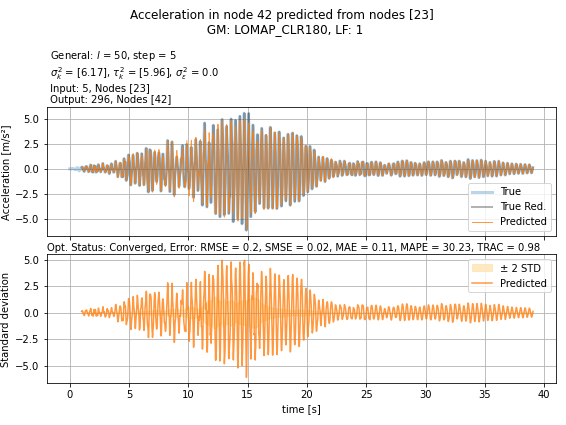 Acceleration in node 42 predicted from nodes [23]
GM: LOMAP_CLR180, LF: 1
General: l = 50, step = 5
σ²ₖ = [6.17], τ²ₖ = [5.96], σ²ε = 0.0
Input: 5, Nodes [23]
Output: 296, Nodes [42]
Acceleration [m/s²]
5.0
2.5
0.0
−2.5
−5.0
True
True Red.
Predicted
Opt. Status: Converged, Error: RMSE = 0.2, SMSE = 0.02, MAE = 0.11, MAPE = 30.23, TRAC = 0.98
Standard deviation
5.0
2.5
0.0
−2.5
−5.0
± 2 STD
Predicted
0 5 10 15 20 25 30 35 40
time [s]